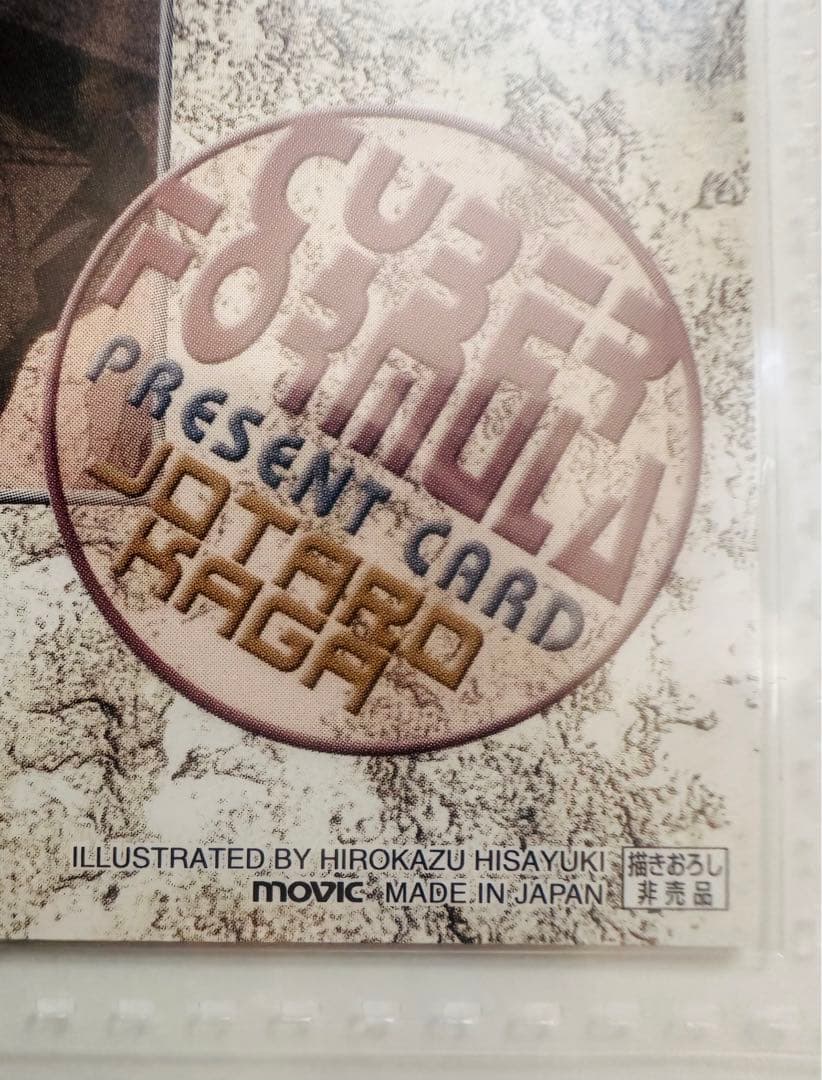 CYBER
FORMULA
PRESENT CARD
JOTARO
KAGA
ILLUSTRATED BY HIROKAZU HISAYUKI
movic MADE IN JAPAN
描きおろし
非売品